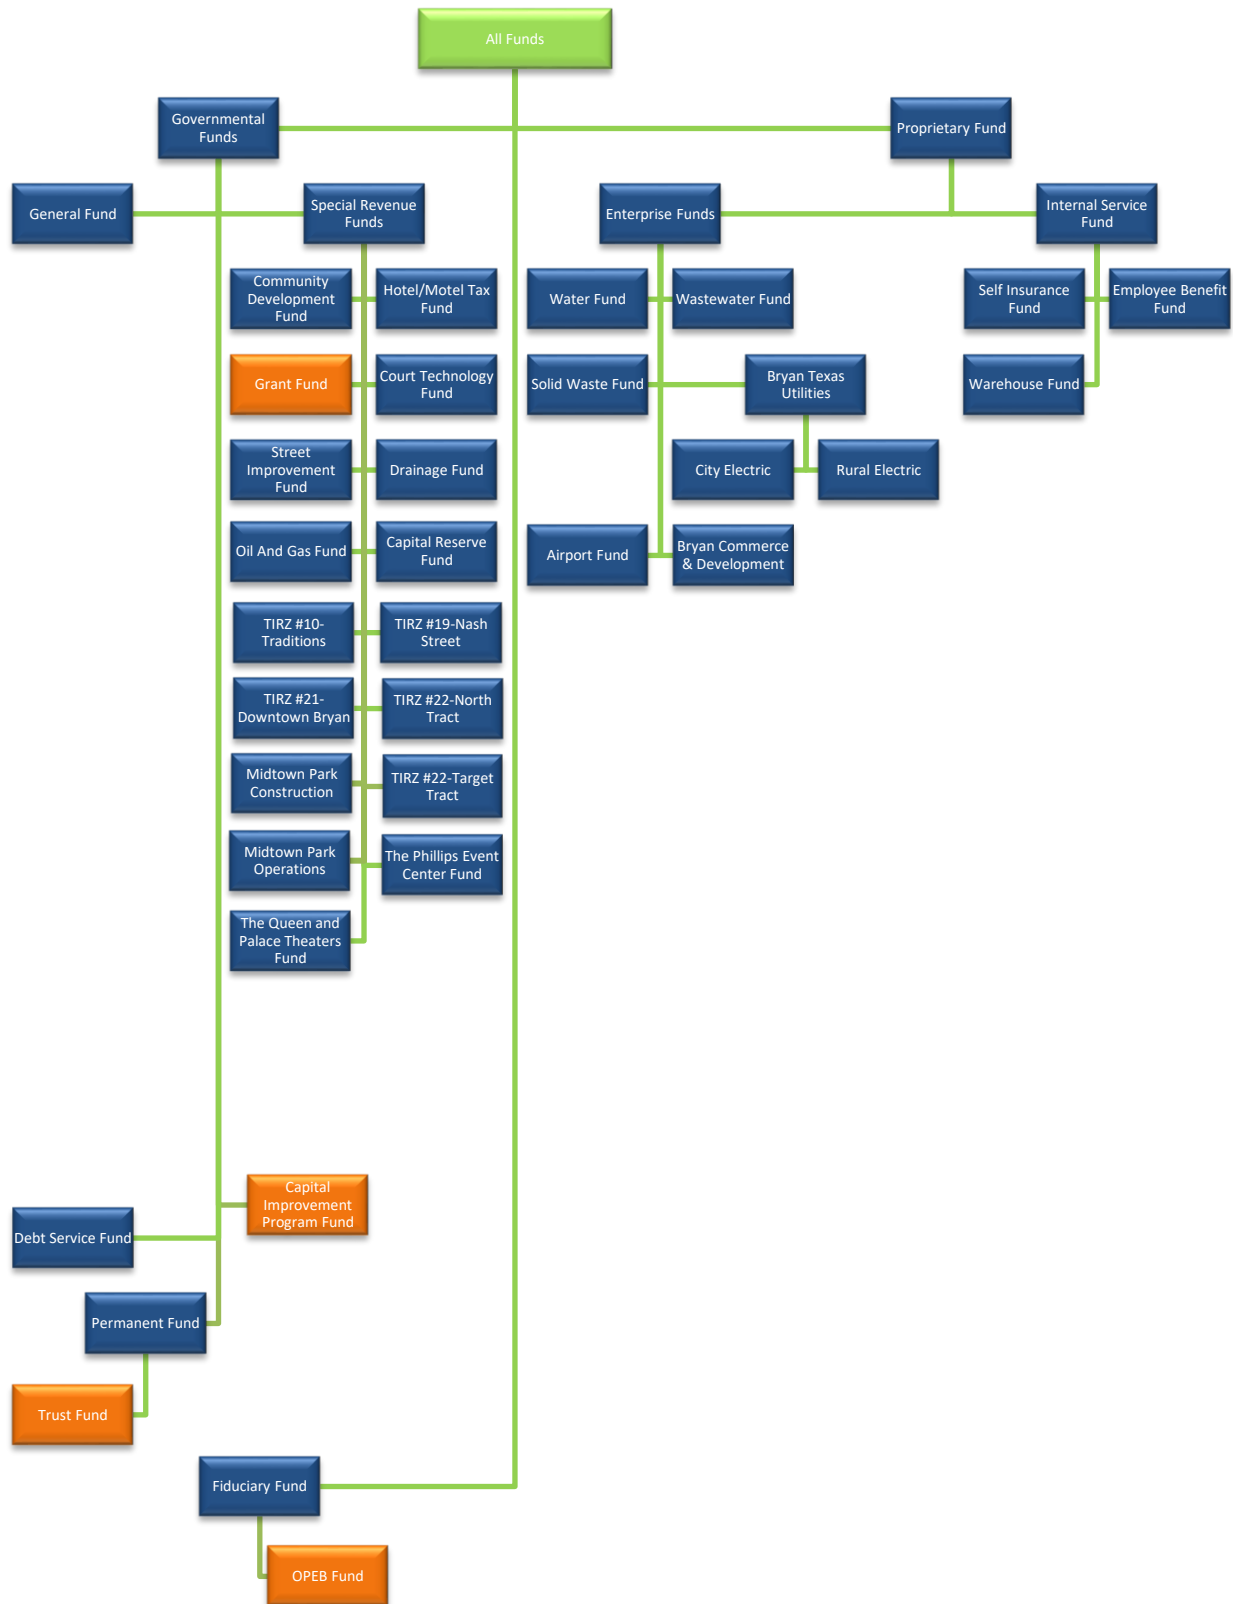 All Funds
Governmental
Funds
Proprietary Fund
General Fund
Special Revenue
Funds
Enterprise Funds
Internal Service
Fund
Community
Development
Fund
Hotel/Motel Tax
Fund
Water Fund
Wastewater Fund
Self Insurance
Fund
Employee Benefit
Fund
Grant Fund
Court Technology
Fund
Solid Waste Fund
Bryan Texas
Utilities
Warehouse Fund
Street
Improvement
Fund
Drainage Fund
City Electric
Rural Electric
Oil And Gas Fund
Capital Reserve
Fund
Airport Fund
Bryan Commerce
& Development
TIRZ #10-
Traditions
TIRZ #19-Nash
Street
TIRZ #21-
Downtown Bryan
TIRZ #22-North
Tract
Midtown Park
Construction
TIRZ #22-Target
Tract
Midtown Park
Operations
The Phillips Event
Center Fund
The Queen and
Palace Theaters
Fund
Capital
Improvement
Program Fund
Debt Service Fund
Permanent Fund
Trust Fund
Fiduciary Fund
OPEB Fund